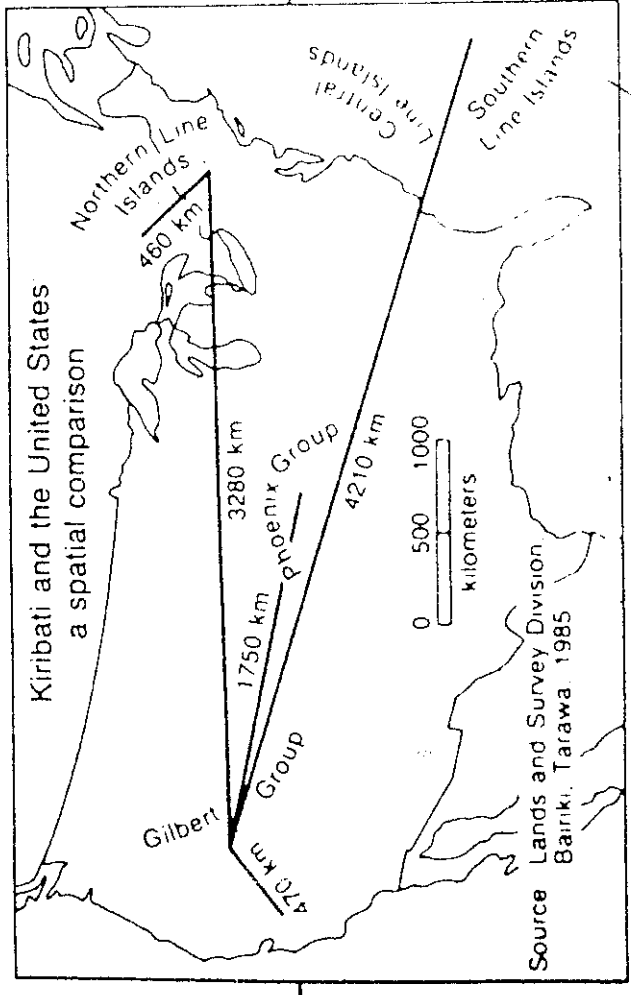 Kiribati and the United States
a spatial comparison
Northern Line
Islands
460 km
3280 km
Central
Line Islands
Southern
Line Islands
Phoenix Group
1750 km
4210 km
Gilbert
Group
470 km
0 500 1000
kilometers
Source Lands and Survey Division,
Bairiki, Tarawa. 1985